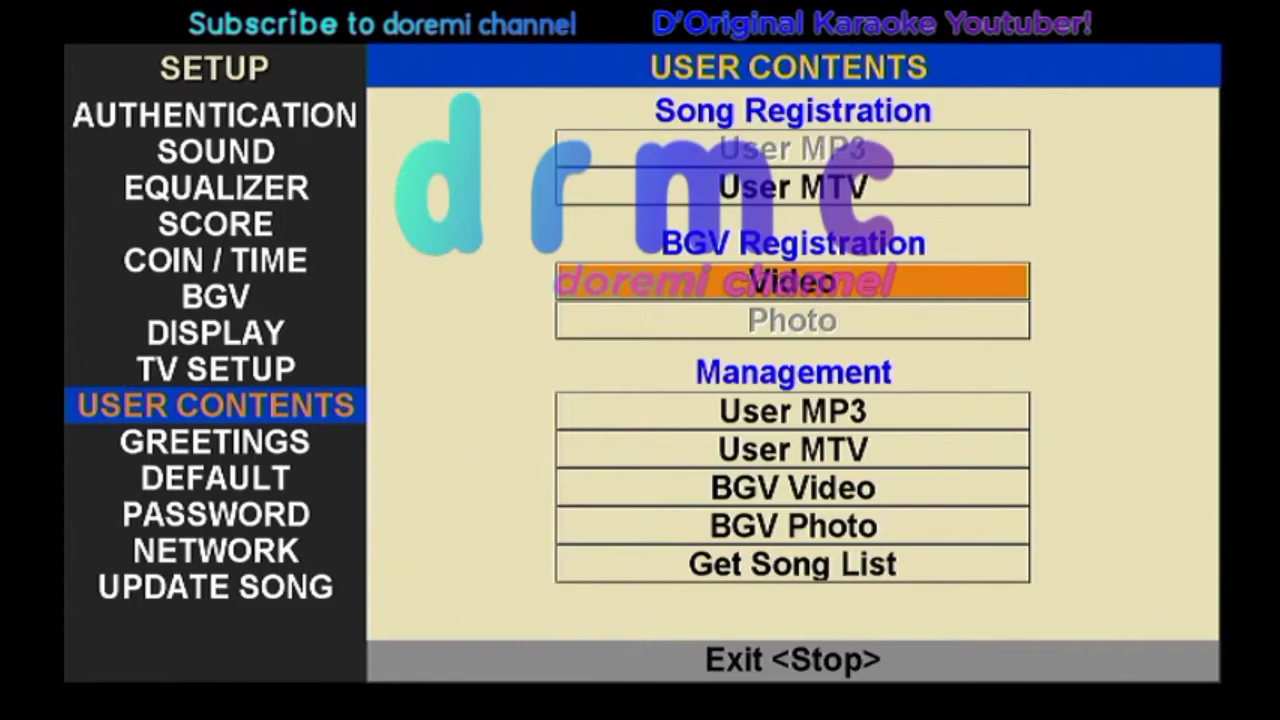 Subscribe to doremi channel
D'Original Karaoke Youtuber!
SETUP
AUTHENTICATION
SOUND
EQUALIZER
SCORE
COIN / TIME
BGV
DISPLAY
TV SETUP
USER CONTENTS
GREETINGS
DEFAULT
PASSWORD
NETWORK
UPDATE SONG
USER CONTENTS
Song Registration
User MP3
User MTV
drmc
BGV Registration
doremi channel
Video
Photo
Management
User MP3
User MTV
BGV Video
BGV Photo
Get Song List
Exit <Stop>